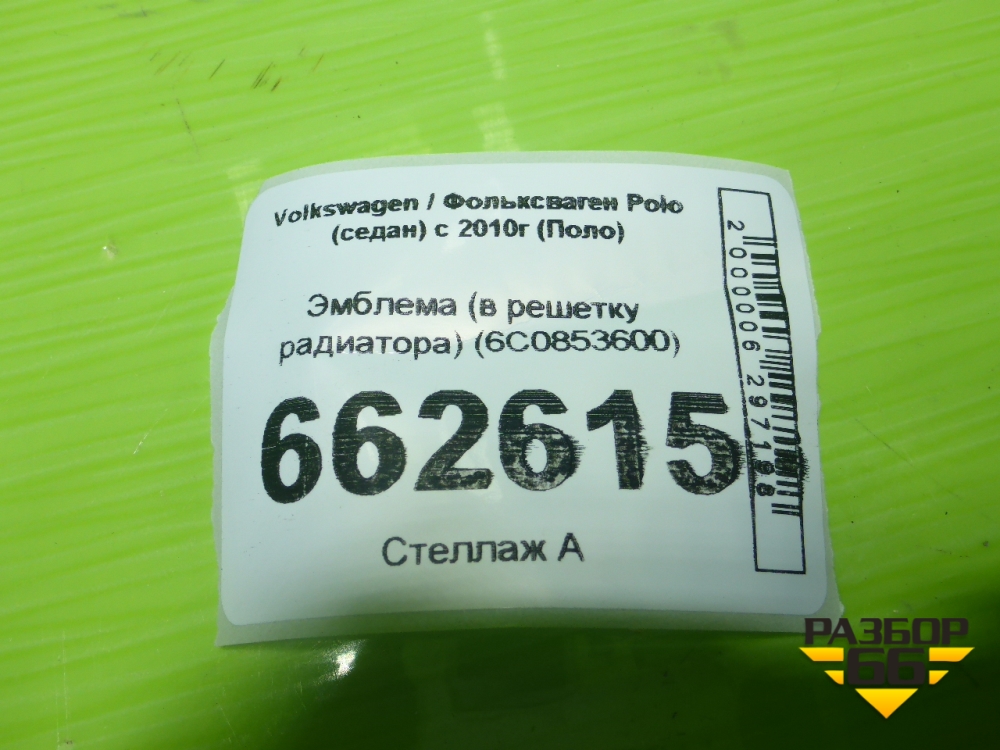 Volkswagen / Фольксваген Polo
(седан) с 2010г (Поло)
Эмблема (в решетку
радиатора) (6C0853600)
662615
Стеллаж А
2000006297198
РАЗБОР
66